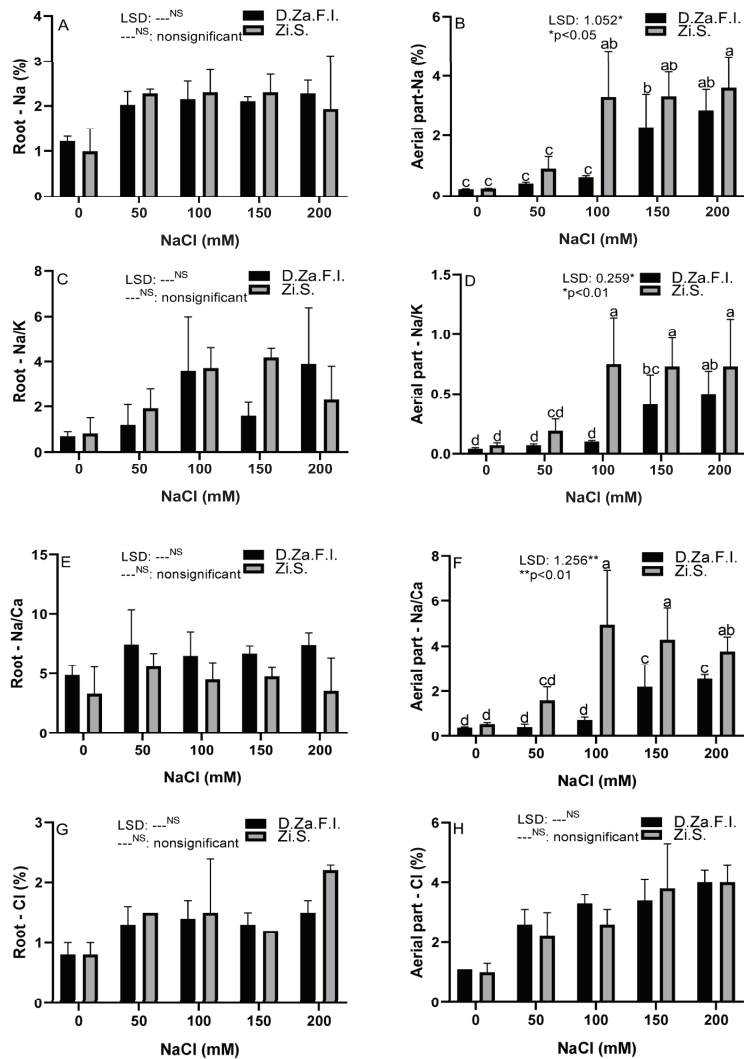 A
LSD: ---NS
---NS: nonsignificant
D.Za.F.I.
Zi.S.
Root - Na (%)
4
3
2
1
0
0 50 100 150 200
NaCl (mM)
B
LSD: 1.052*
*p<0.05
D.Za.F.I.
Zi.S.
Aerial part-Na (%)
6
4
2
0
c c c c c ab b ab ab a
0 50 100 150 200
NaCl (mM)
C
LSD: ---NS
---NS: nonsignificant
D.Za.F.I.
Zi.S.
Root - Na/K
8
6
4
2
0
0 50 100 150 200
NaCl (mM)
D
LSD: 0.259*
*p<0.01
D.Za.F.I.
Zi.S.
Aerial part - Na/K
1.5
1.0
0.5
0.0
d d d cd d a bc a ab a
0 50 100 150 200
NaCl (mM)
E
LSD: ---NS
---NS: nonsignificant
D.Za.F.I.
Zi.S.
Root - Na/Ca
15
10
5
0
0 50 100 150 200
NaCl (mM)
F
LSD: 1.256**
**p<0.01
D.Za.F.I.
Zi.S.
Aerial part - Na/Ca
8
6
4
2
0
d d d cd d a c a c ab
0 50 100 150 200
NaCl (mM)
G
LSD: ---NS
---NS: nonsignificant
D.Za.F.I.
Zi.S.
Root - Cl (%)
3
2
1
0
0 50 100 150 200
NaCl (mM)
H
LSD: ---NS
---NS: nonsignificant
D.Za.F.I.
Zi.S.
Aerial part - Cl (%)
6
4
2
0
0 50 100 150 200
NaCl (mM)